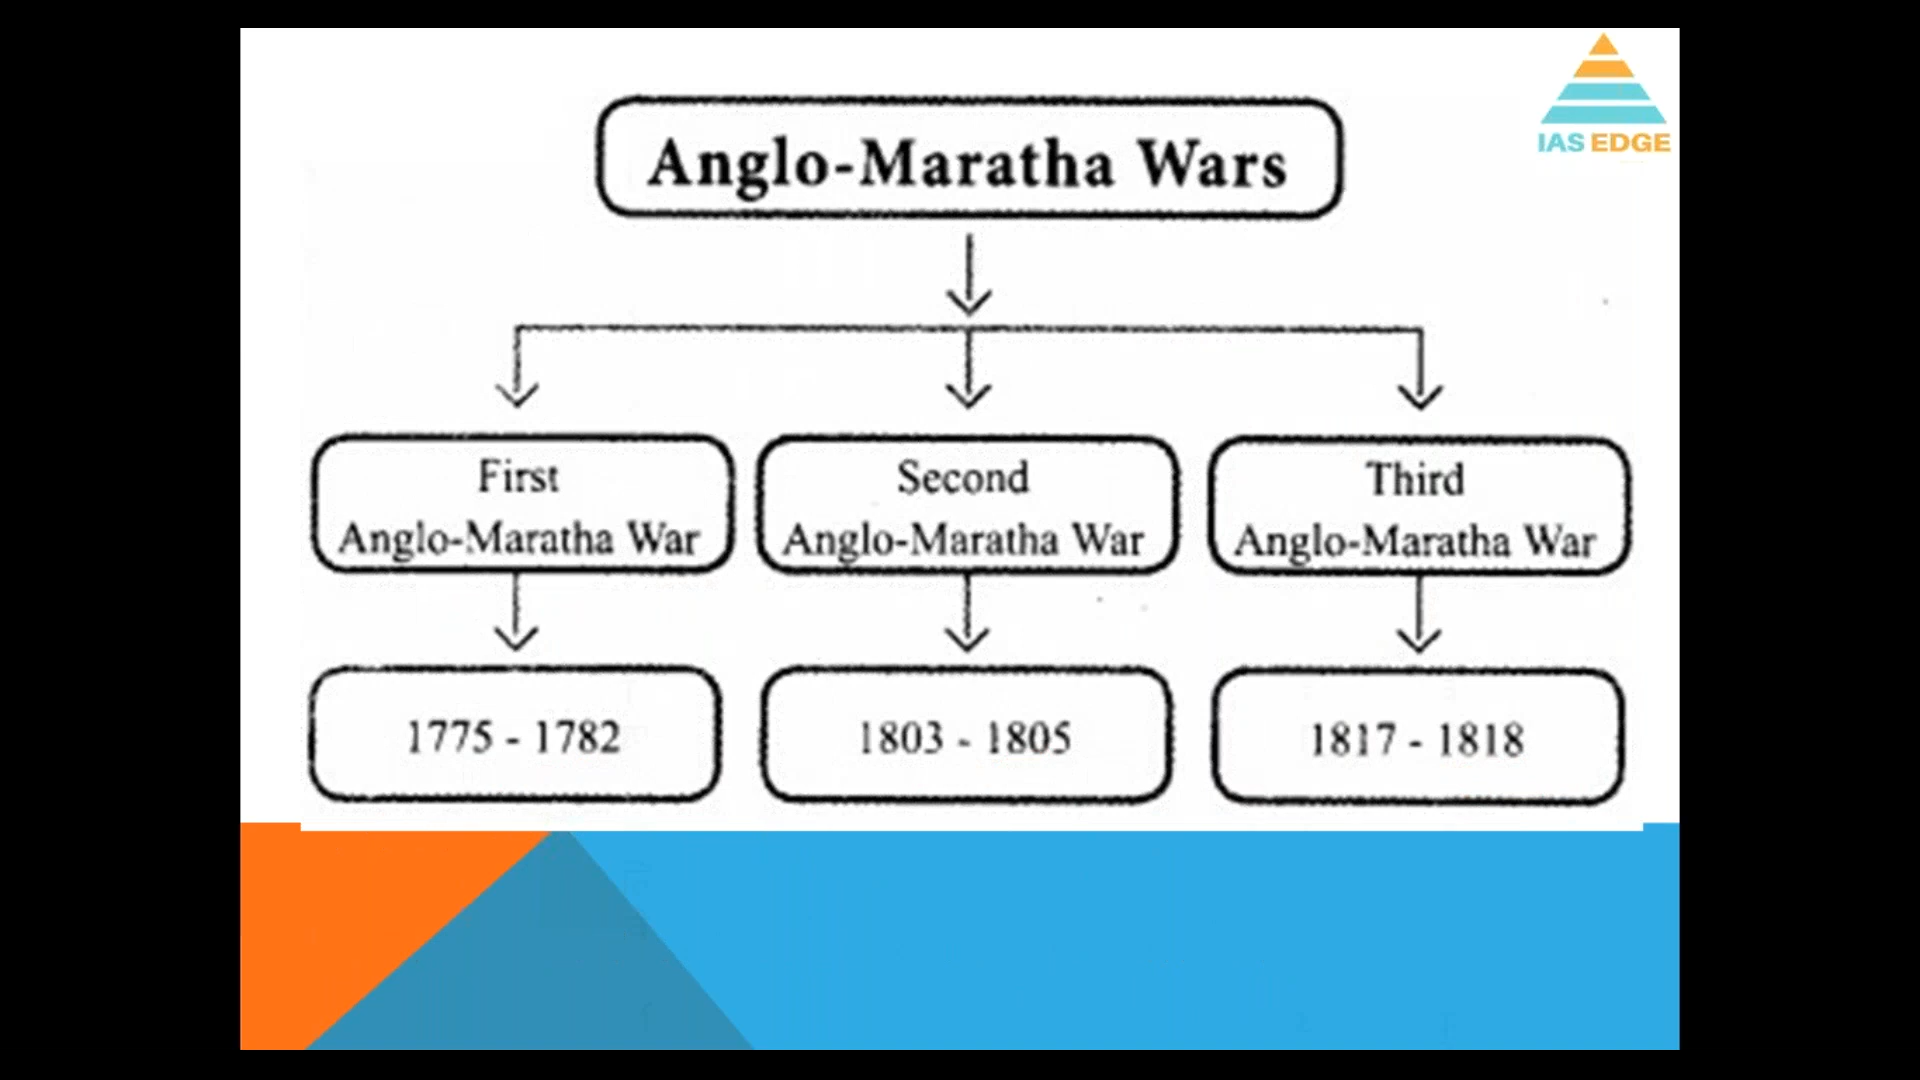 IAS EDGE
Anglo-Maratha Wars
First
Anglo-Maratha War
Second
Anglo-Maratha War
Third
Anglo-Maratha War
1775 - 1782
1803 - 1805
1817 - 1818